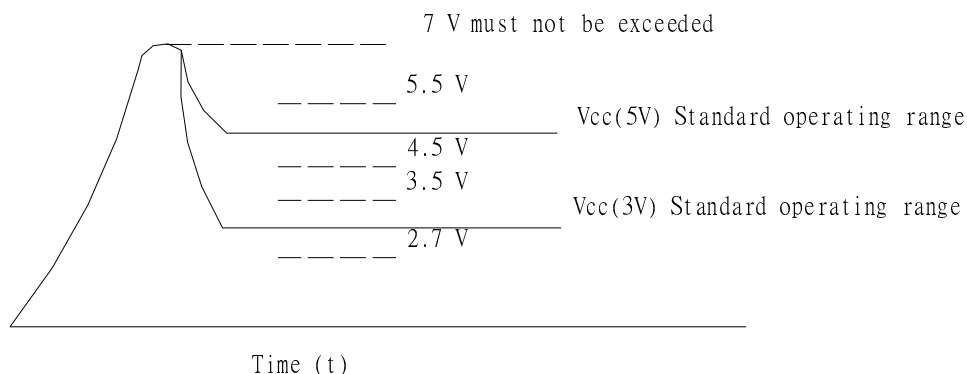 7 V must not be exceeded
5.5 V
Vcc(5V) Standard operating range
4.5 V
3.5 V
Vcc(3V) Standard operating range
2.7 V
Time (t)